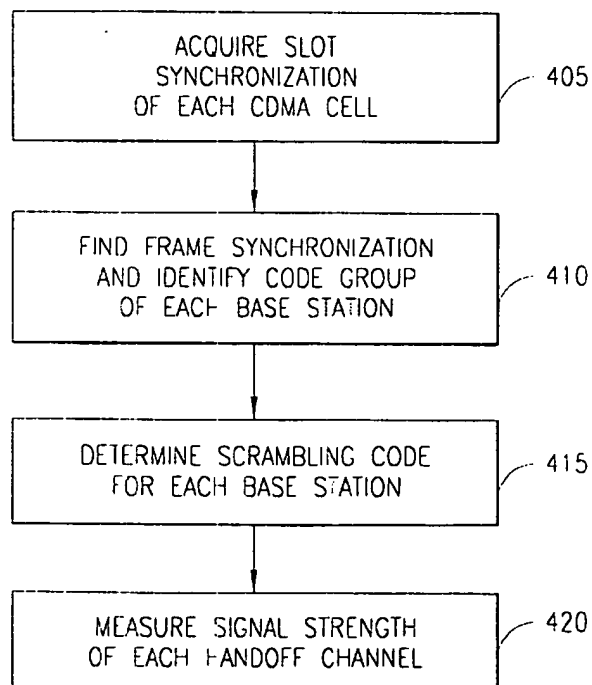 ACQUIRE SLOT
SYNCHRONIZATION
OF EACH CDMA CELL
405
FIND FRAME SYNCHRONIZATION
AND IDENTIFY CODE GROUP
OF EACH BASE STATION
410
DETERMINE SCRAMBLING CODE
FOR EACH BASE STATION
415
MEASURE SIGNAL STRENGTH
OF EACH HANDOFF CHANNEL
420